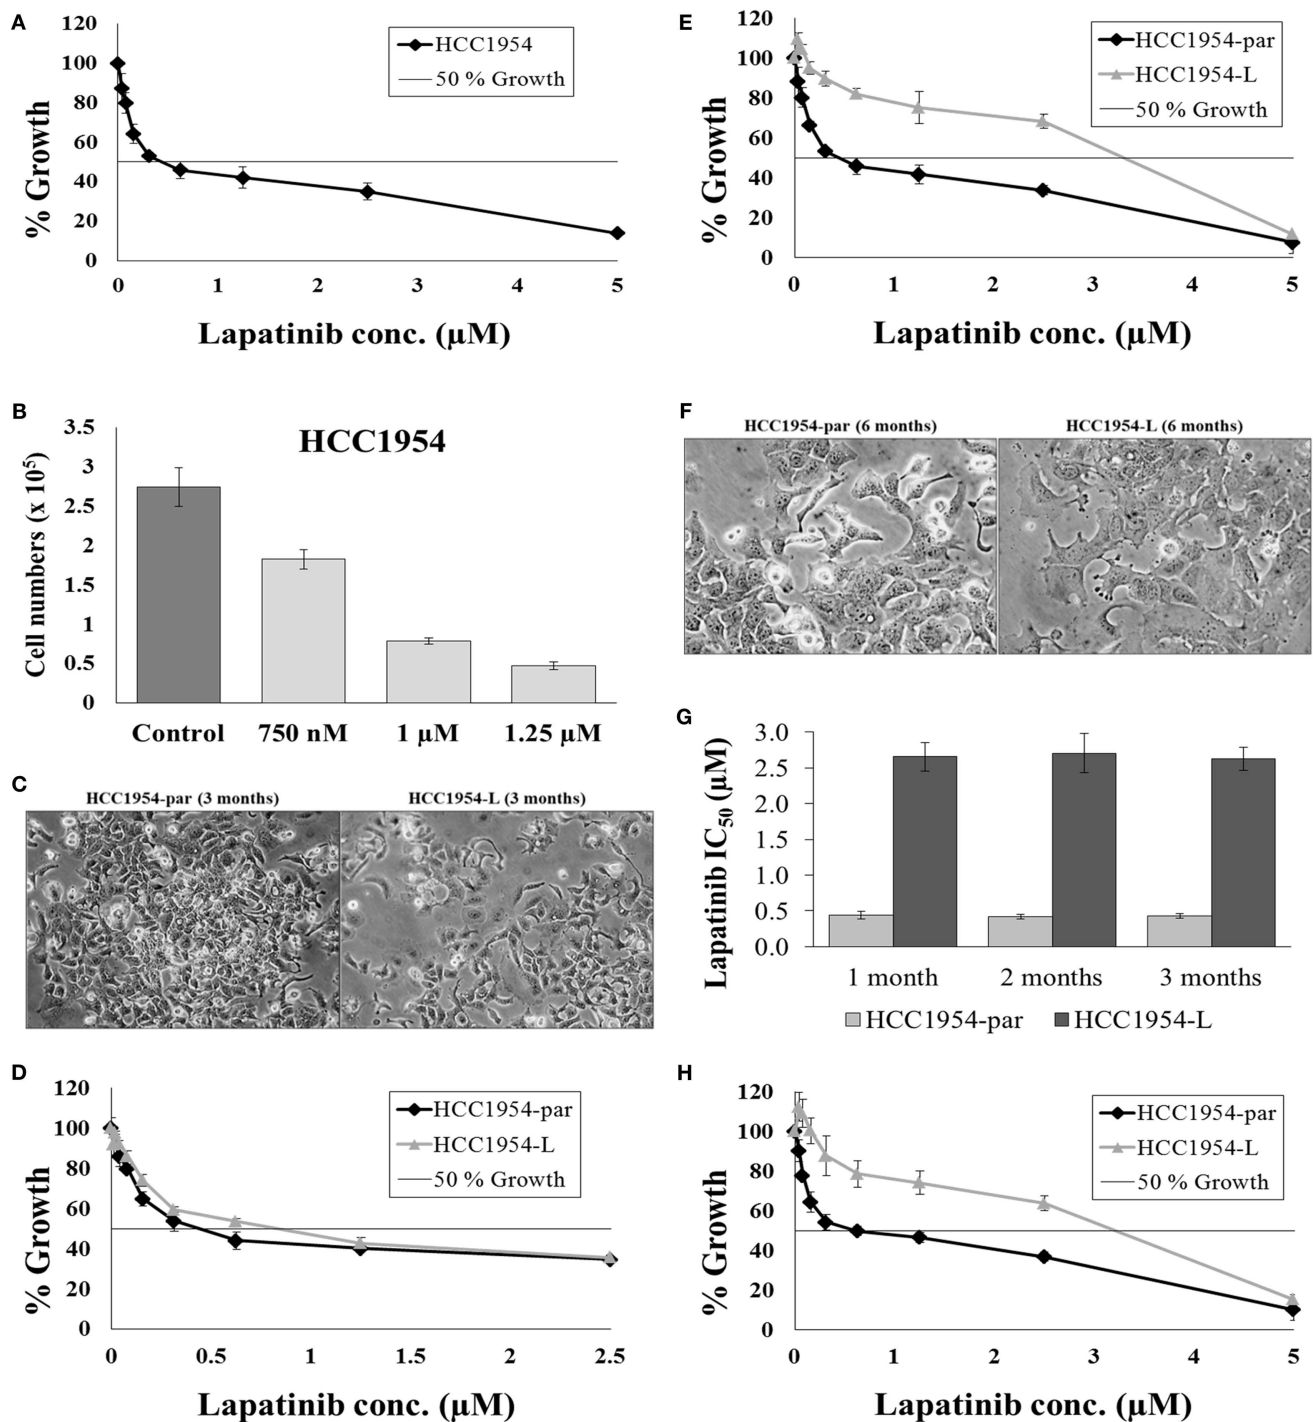 A
120
100
80
60
40
20
0
% Growth
HCC1954
50 % Growth
0 1 2 3 4 5
Lapatinib conc. (µM)
B
3.5
3
2.5
2
1.5
1
0.5
0
Cell numbers (x 10⁵)
HCC1954
Control 750 nM 1 µM 1.25 µM
C
HCC1954-par (3 months) HCC1954-L (3 months)
D
120
100
80
60
40
20
0
% Growth
HCC1954-par
HCC1954-L
50 % Growth
0 0.5 1 1.5 2 2.5
Lapatinib conc. (µM)
E
120
100
80
60
40
20
0
% Growth
HCC1954-par
HCC1954-L
50 % Growth
0 1 2 3 4 5
Lapatinib conc. (µM)
F
HCC1954-par (6 months) HCC1954-L (6 months)
G
3.0
2.5
2.0
1.5
1.0
0.5
0.0
Lapatinib IC₅₀ (µM)
1 month 2 months 3 months
HCC1954-par HCC1954-L
H
120
100
80
60
40
20
0
% Growth
HCC1954-par
HCC1954-L
50 % Growth
0 1 2 3 4 5
Lapatinib conc. (µM)